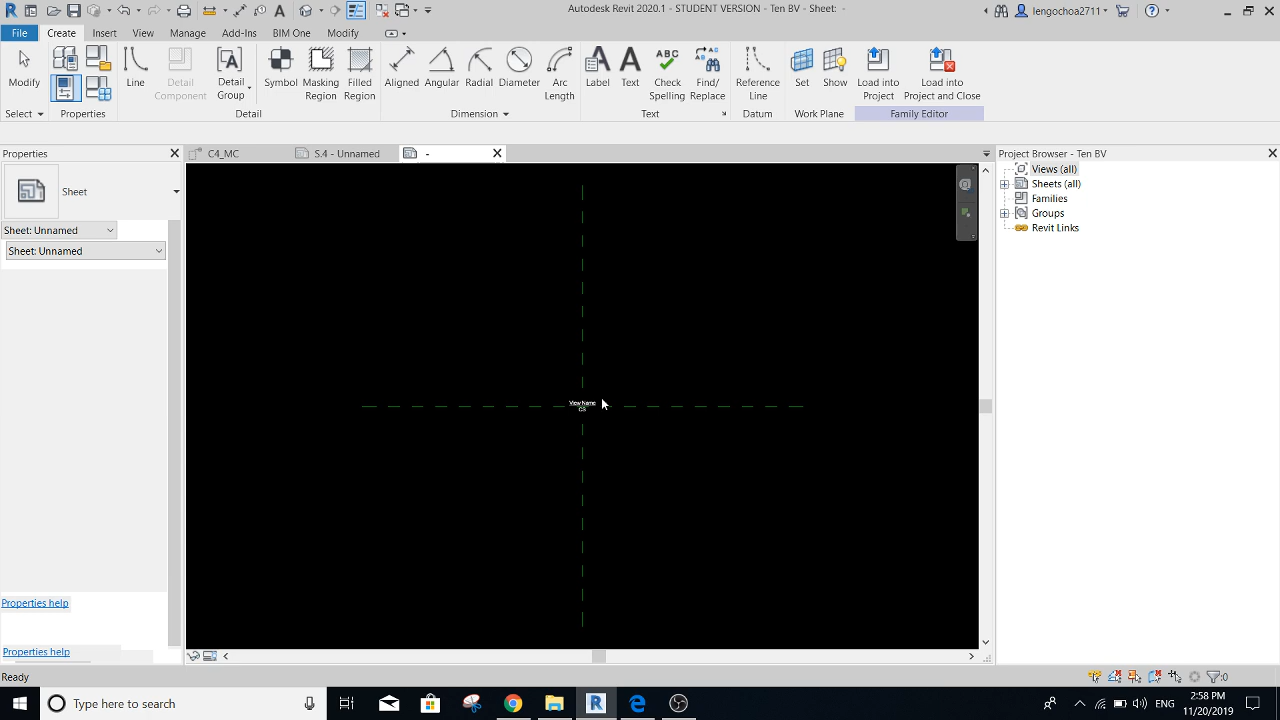 Autodesk Revit 2020.1 - STUDENT VERSION - Ten BV - Sheet: -
lengochoa2711
File
Create
Insert
View
Manage
Add-Ins
BIM One
Modify
Modify
Line
Detail Component
Detail Group
Symbol
Masking Region
Filled Region
Aligned
Angular
Radial
Diameter
Arc Length
Label
Text
Check Spelling
Find/ Replace
Reference Line
Set
Show
Load into Project
Load into Project and Close
Select
Properties
Detail
Dimension
Text
Datum
Work Plane
Family Editor
Properties
C4_MC
S.4 - Unnamed
-
Project Browser - Ten BV
Sheet
Views (all)
Sheets (all)
Families
Groups
Revit Links
Sheet: Unnamed
Sheet: Unnamed
View Name
CS
Properties help
Properties help
Ready
:0
Type here to search
ENG
2:58 PM
11/20/2019